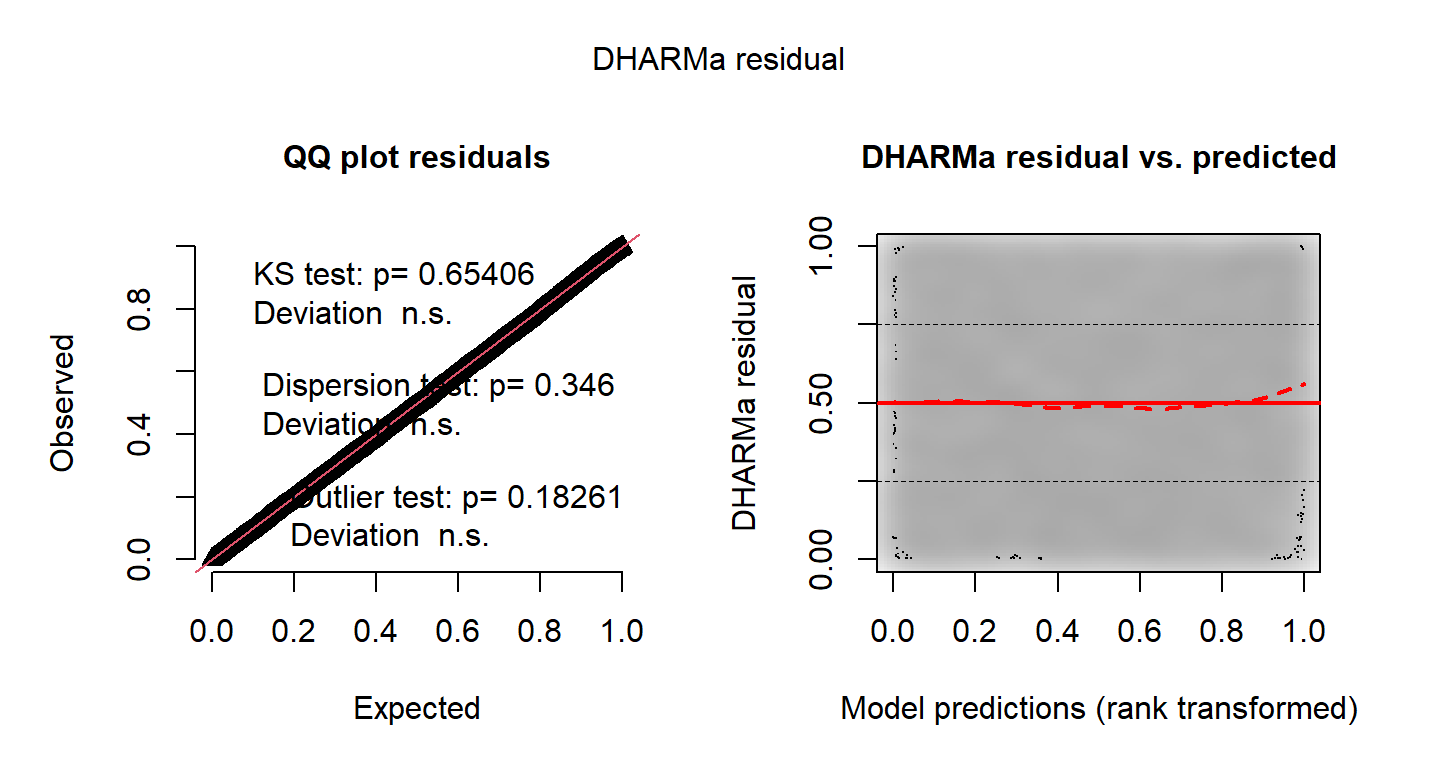 DHARMa residual
QQ plot residuals
KS test: p= 0.65406
Deviation  n.s.
Dispersion test: p= 0.346
Deviation  n.s.
Outlier test: p= 0.18261
Deviation  n.s.
Observed
0.0
0.4
0.8
0.0 0.2 0.4 0.6 0.8 1.0
Expected
DHARMa residual vs. predicted
DHARMa residual
0.00
0.50
1.00
0.0 0.2 0.4 0.6 0.8 1.0
Model predictions (rank transformed)